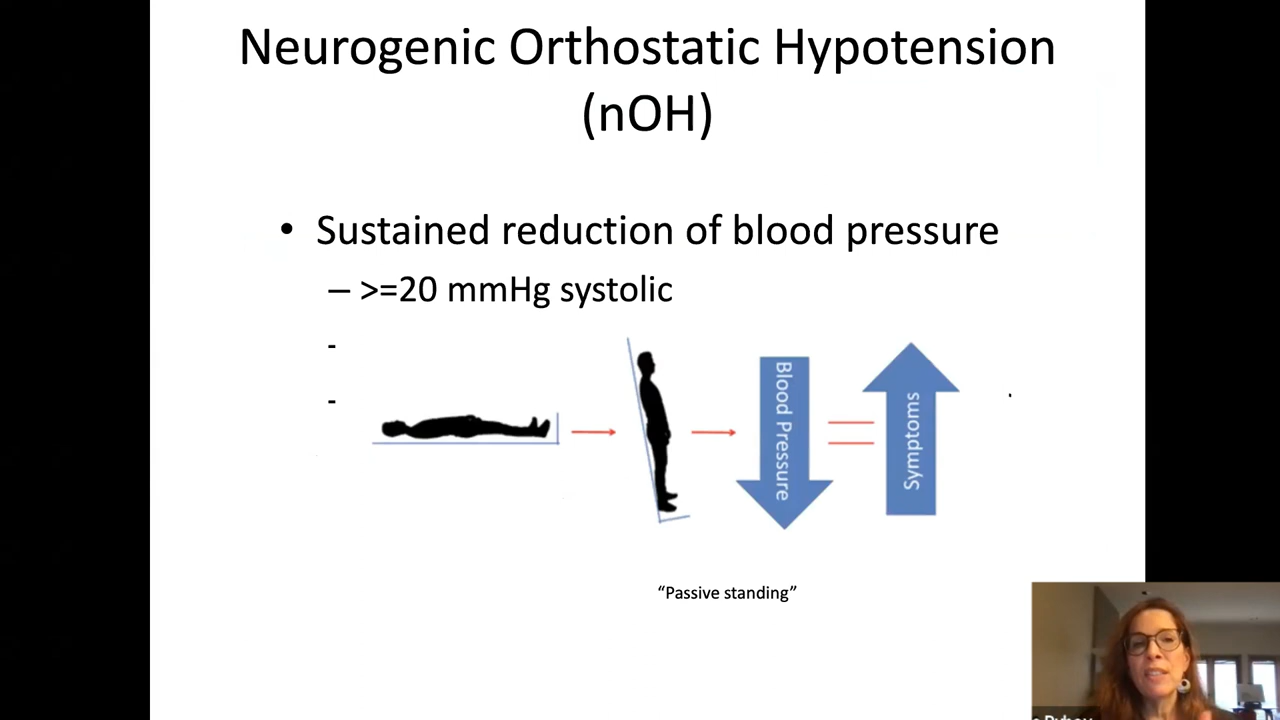 Neurogenic Orthostatic Hypotension
(nOH)
• Sustained reduction of blood pressure
– >=20 mmHg systolic
-
-
Blood Pressure
Symptoms
“Passive standing”